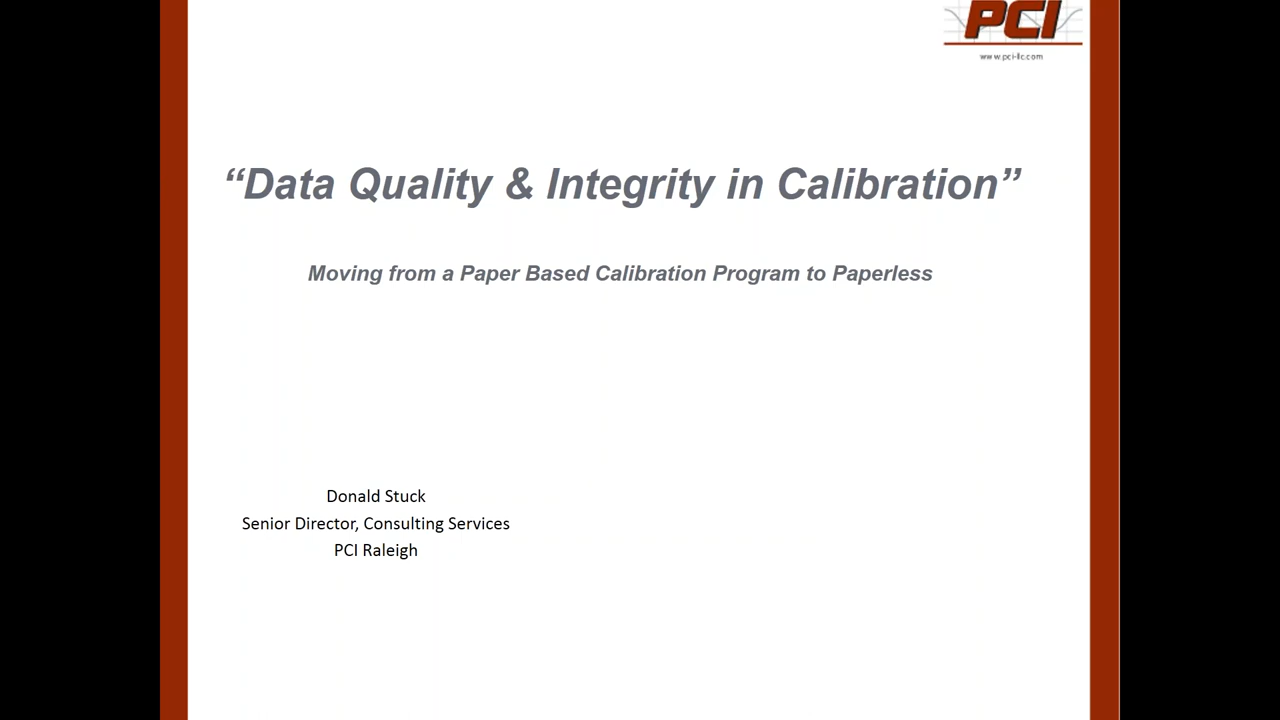 PCI
www.pci-llc.com
“Data Quality & Integrity in Calibration”
Moving from a Paper Based Calibration Program to Paperless
Donald Stuck
Senior Director, Consulting Services
PCI Raleigh